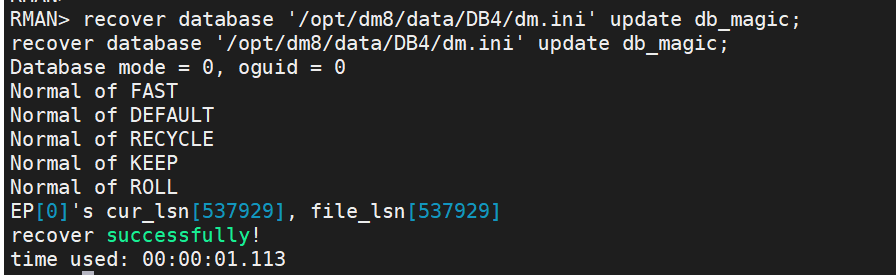 RMAN> recover database '/opt/dm8/data/DB4/dm.ini' update db_magic;
recover database '/opt/dm8/data/DB4/dm.ini' update db_magic;
Database mode = 0, oguid = 0
Normal of FAST
Normal of DEFAULT
Normal of RECYCLE
Normal of KEEP
Normal of ROLL
EP[0]'s cur_lsn[537929], file_lsn[537929]
recover successfully!
time used: 00:00:01.113